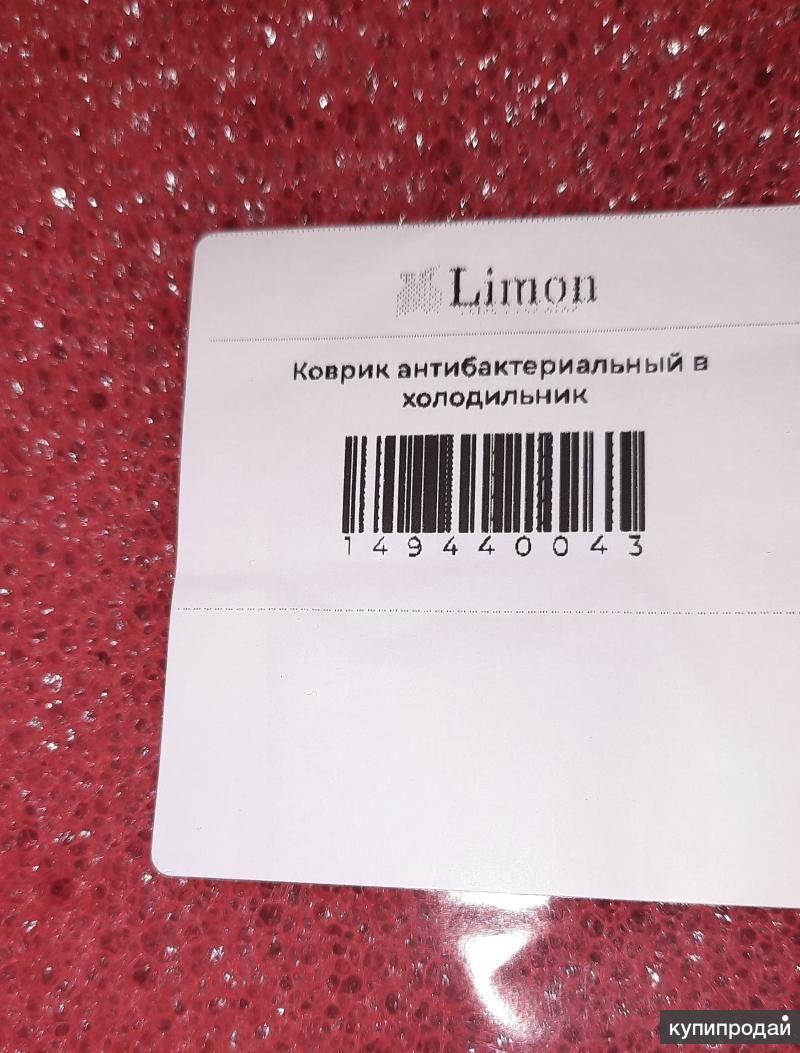 Limon
Коврик антибактериальный в
холодильник
149440043
купипродай